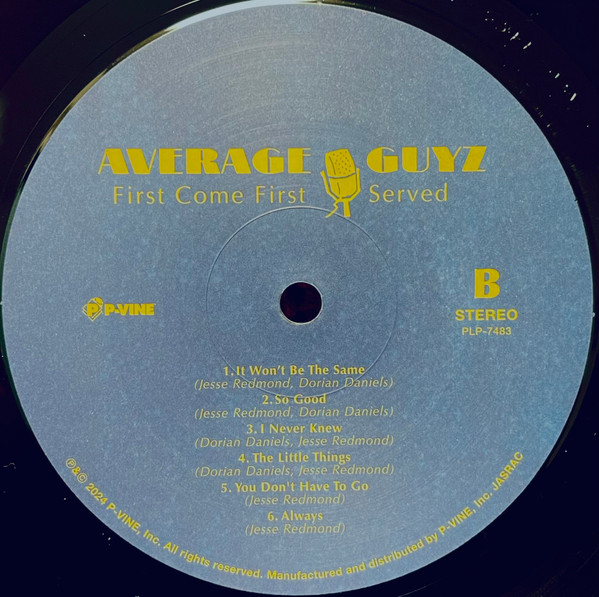 AVERAGE GUYZ
First Come First Served
P-VINE
B
STEREO
PLP-7483
1. It Won't Be The Same
(Jesse Redmond, Dorian Daniels)
2. So Good
(Jesse Redmond, Dorian Daniels)
3. I Never Knew
(Dorian Daniels, Jesse Redmond)
4. The Little Things
(Dorian Daniels, Jesse Redmond)
5. You Don't Have To Go
(Jesse Redmond)
6. Always
(Jesse Redmond)
℗&© 2024 P-VINE, Inc. All rights reserved. Manufactured and distributed by P-VINE, Inc. JASRAC